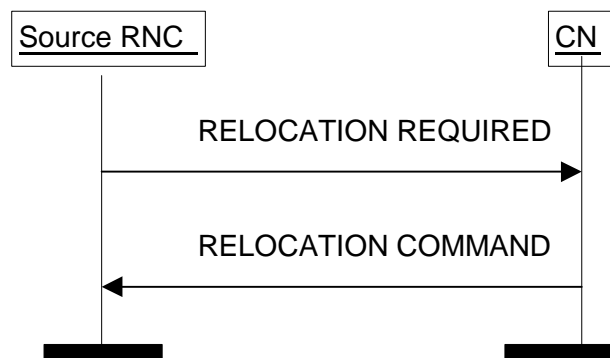 Source RNC
CN
RELOCATION REQUIRED
RELOCATION COMMAND